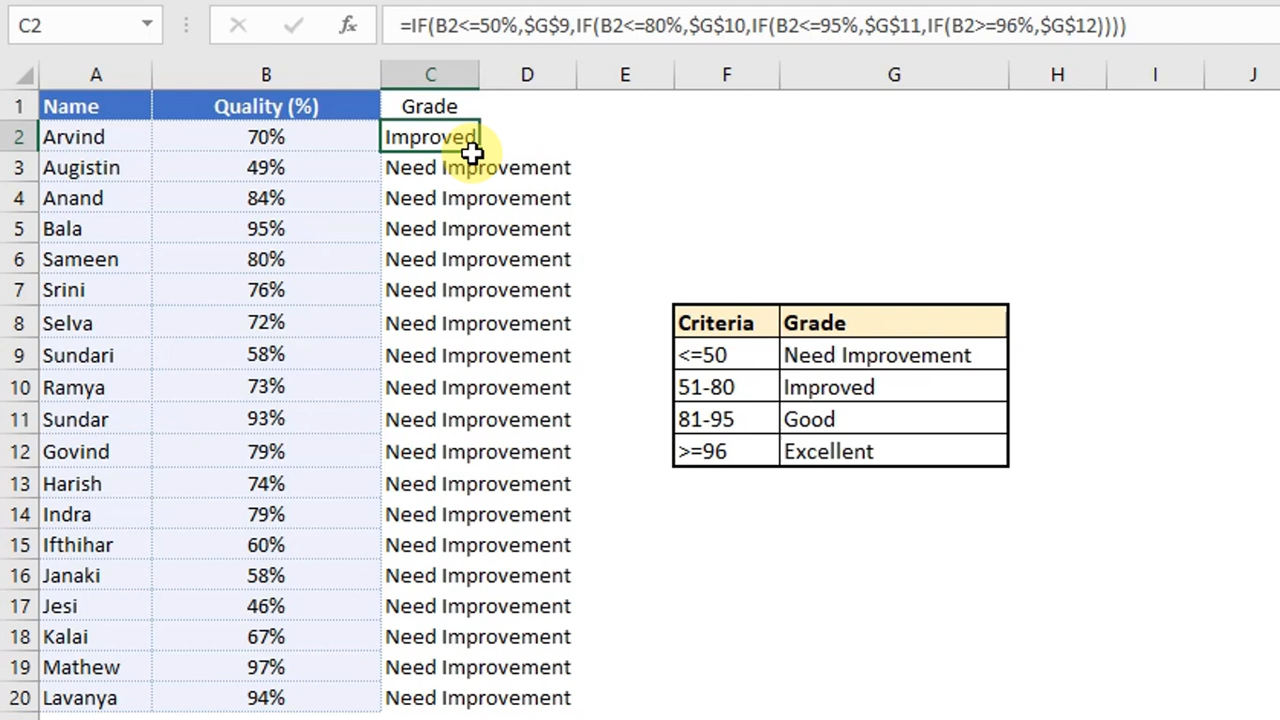 C2 fx =IF(B2<=50%,$G$9,IF(B2<=80%,$G$10,IF(B2<=95%,$G$11,IF(B2>=96%,$G$12))))
A B C D E F G H I J
1 Name Quality (%) Grade
2 Arvind 70% Improved
3 Augistin 49% Need Improvement
4 Anand 84% Need Improvement
5 Bala 95% Need Improvement
6 Sameen 80% Need Improvement
7 Srini 76% Need Improvement
8 Selva 72% Need Improvement Criteria Grade
9 Sundari 58% Need Improvement <=50 Need Improvement
10 Ramya 73% Need Improvement 51-80 Improved
11 Sundar 93% Need Improvement 81-95 Good
12 Govind 79% Need Improvement >=96 Excellent
13 Harish 74% Need Improvement
14 Indra 79% Need Improvement
15 Ifthihar 60% Need Improvement
16 Janaki 58% Need Improvement
17 Jesi 46% Need Improvement
18 Kalai 67% Need Improvement
19 Mathew 97% Need Improvement
20 Lavanya 94% Need Improvement